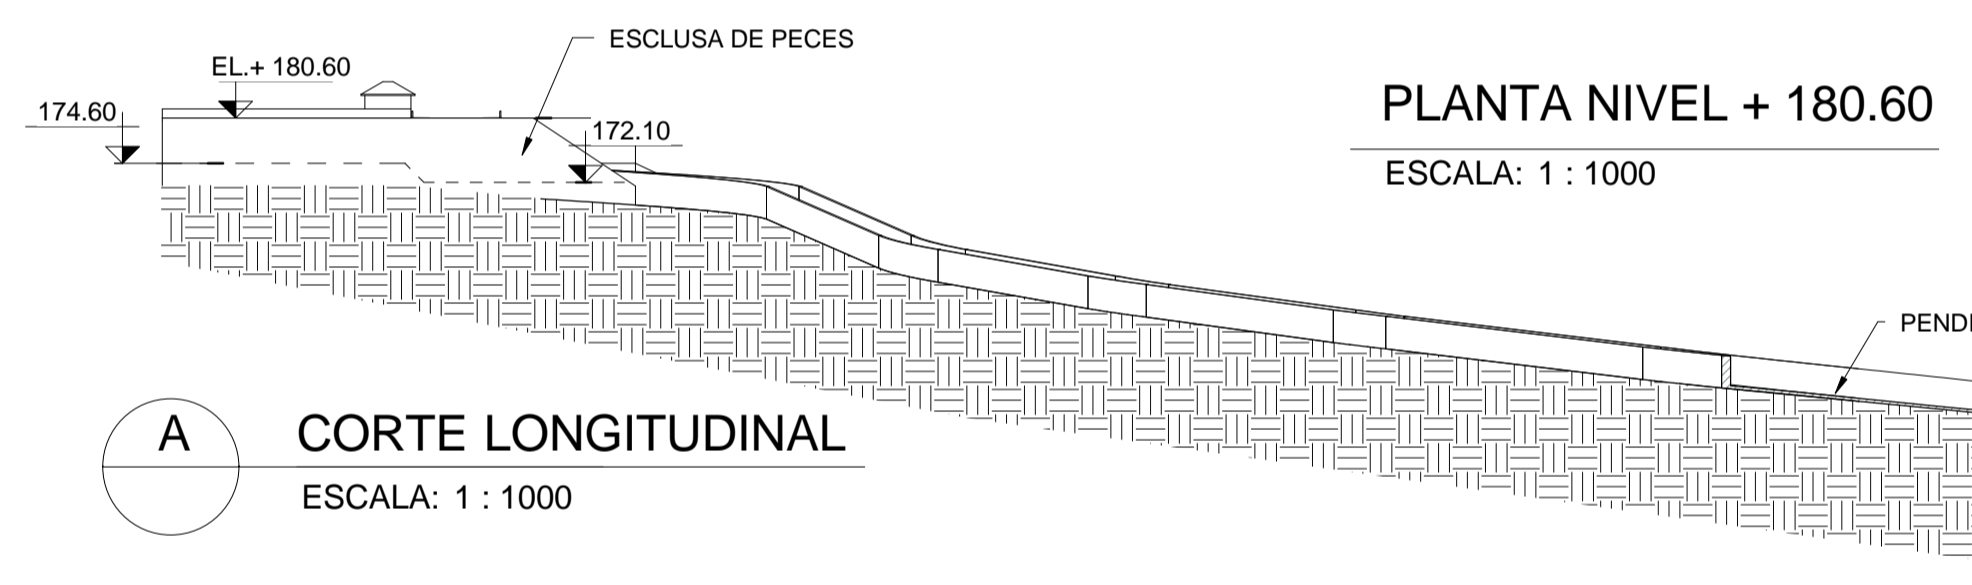 ESCLUSA DE PECES
EL.+ 180.60
174.60
172.10
PLANTA NIVEL + 180.60
ESCALA: 1 : 1000
A
CORTE LONGITUDINAL
ESCALA: 1 : 1000